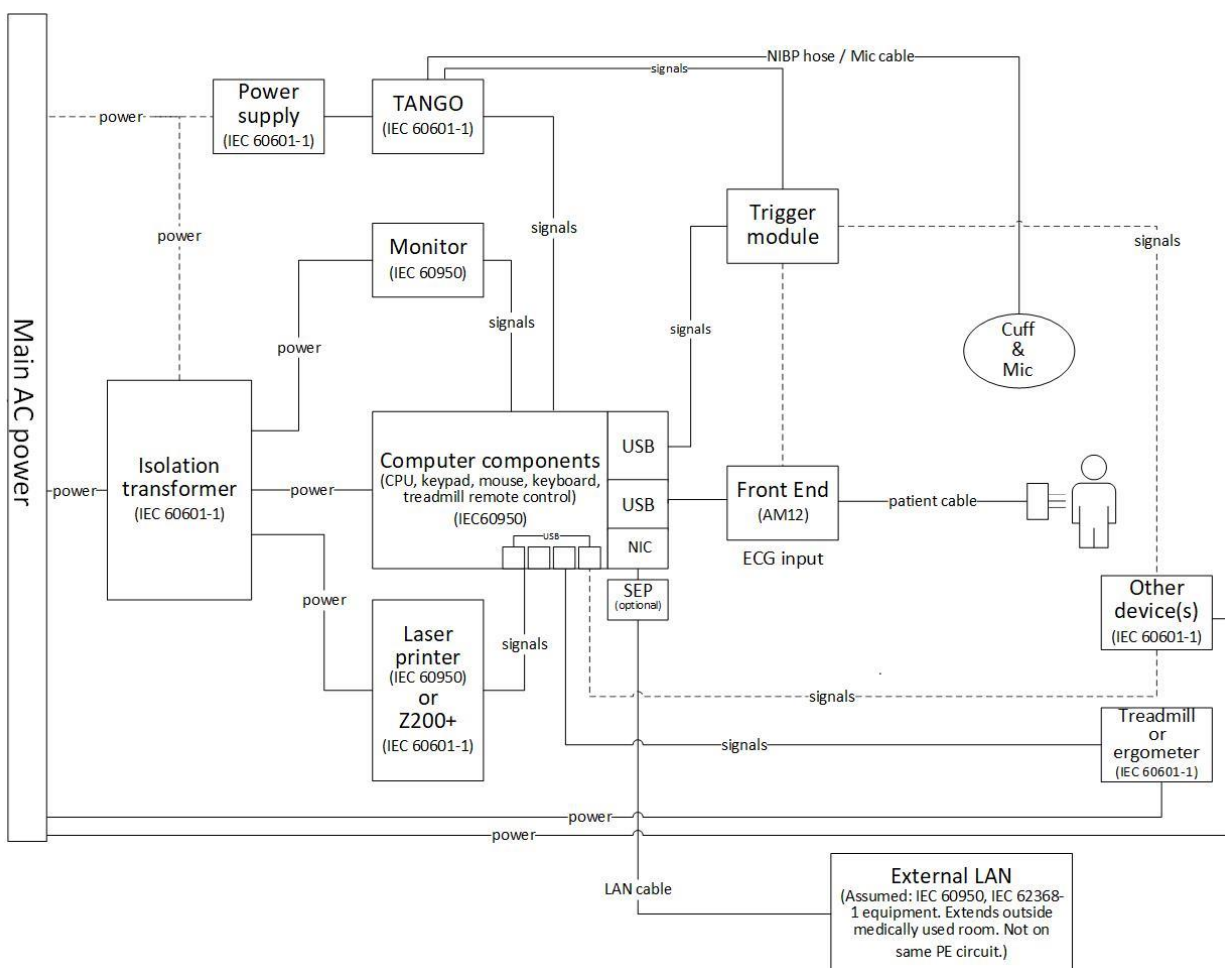 NIBP hose / Mic cable
signals
Power
supply
(IEC 60601-1)
TANGO
(IEC 60601-1)
power
signals
power
Trigger
module
signals
Monitor
(IEC 60950)
signals
signals
power
Cuff
&
Mic
Main AC power
Isolation
transformer
(IEC 60601-1)
power
power
Computer components
(CPU, keypad, mouse, keyboard,
treadmill remote control)
(IEC60950)
USB
USB
USB
NIC
Front End
(AM12)
ECG input
patient cable
SEP
(optional)
power
Laser
printer
(IEC 60950)
or
Z200+
(IEC 60601-1)
signals
Other
device(s)
(IEC 60601-1)
signals
Treadmill
or
ergometer
(IEC 60601-1)
signals
power
power
LAN cable
External LAN
(Assumed: IEC 60950, IEC 62368-
1 equipment. Extends outside
medically used room. Not on
same PE circuit.)